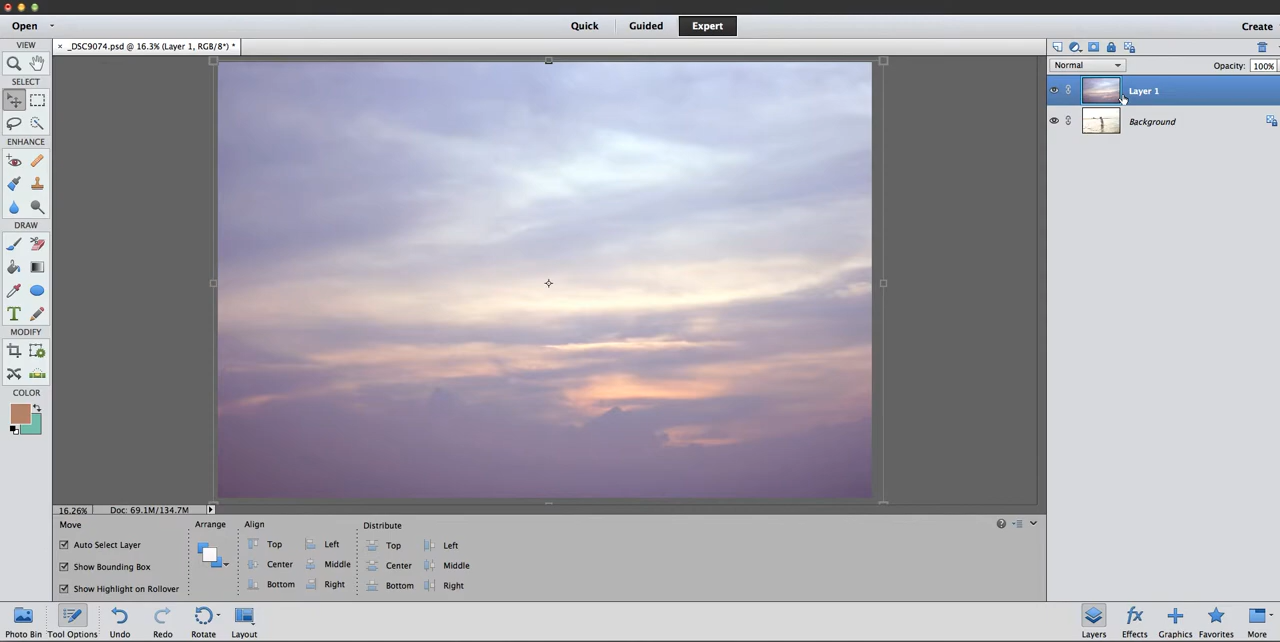 Open
Quick
Guided
Expert
Create
VIEW
× _DSC9074.psd @ 16.3% (Layer 1, RGB/8*) *
Normal
Opacity: 100%
SELECT
Layer 1
Background
ENHANCE
DRAW
T
MODIFY
COLOR
16.26%
Doc: 69.1M/134.7M
Move
Arrange
Align
Distribute
Auto Select Layer
Top
Left
Top
Left
Show Bounding Box
Center
Middle
Center
Middle
Show Highlight on Rollover
Bottom
Right
Bottom
Right
Photo Bin
Tool Options
Undo
Redo
Rotate
Layout
Layers
fx
Effects
Graphics
Favorites
More